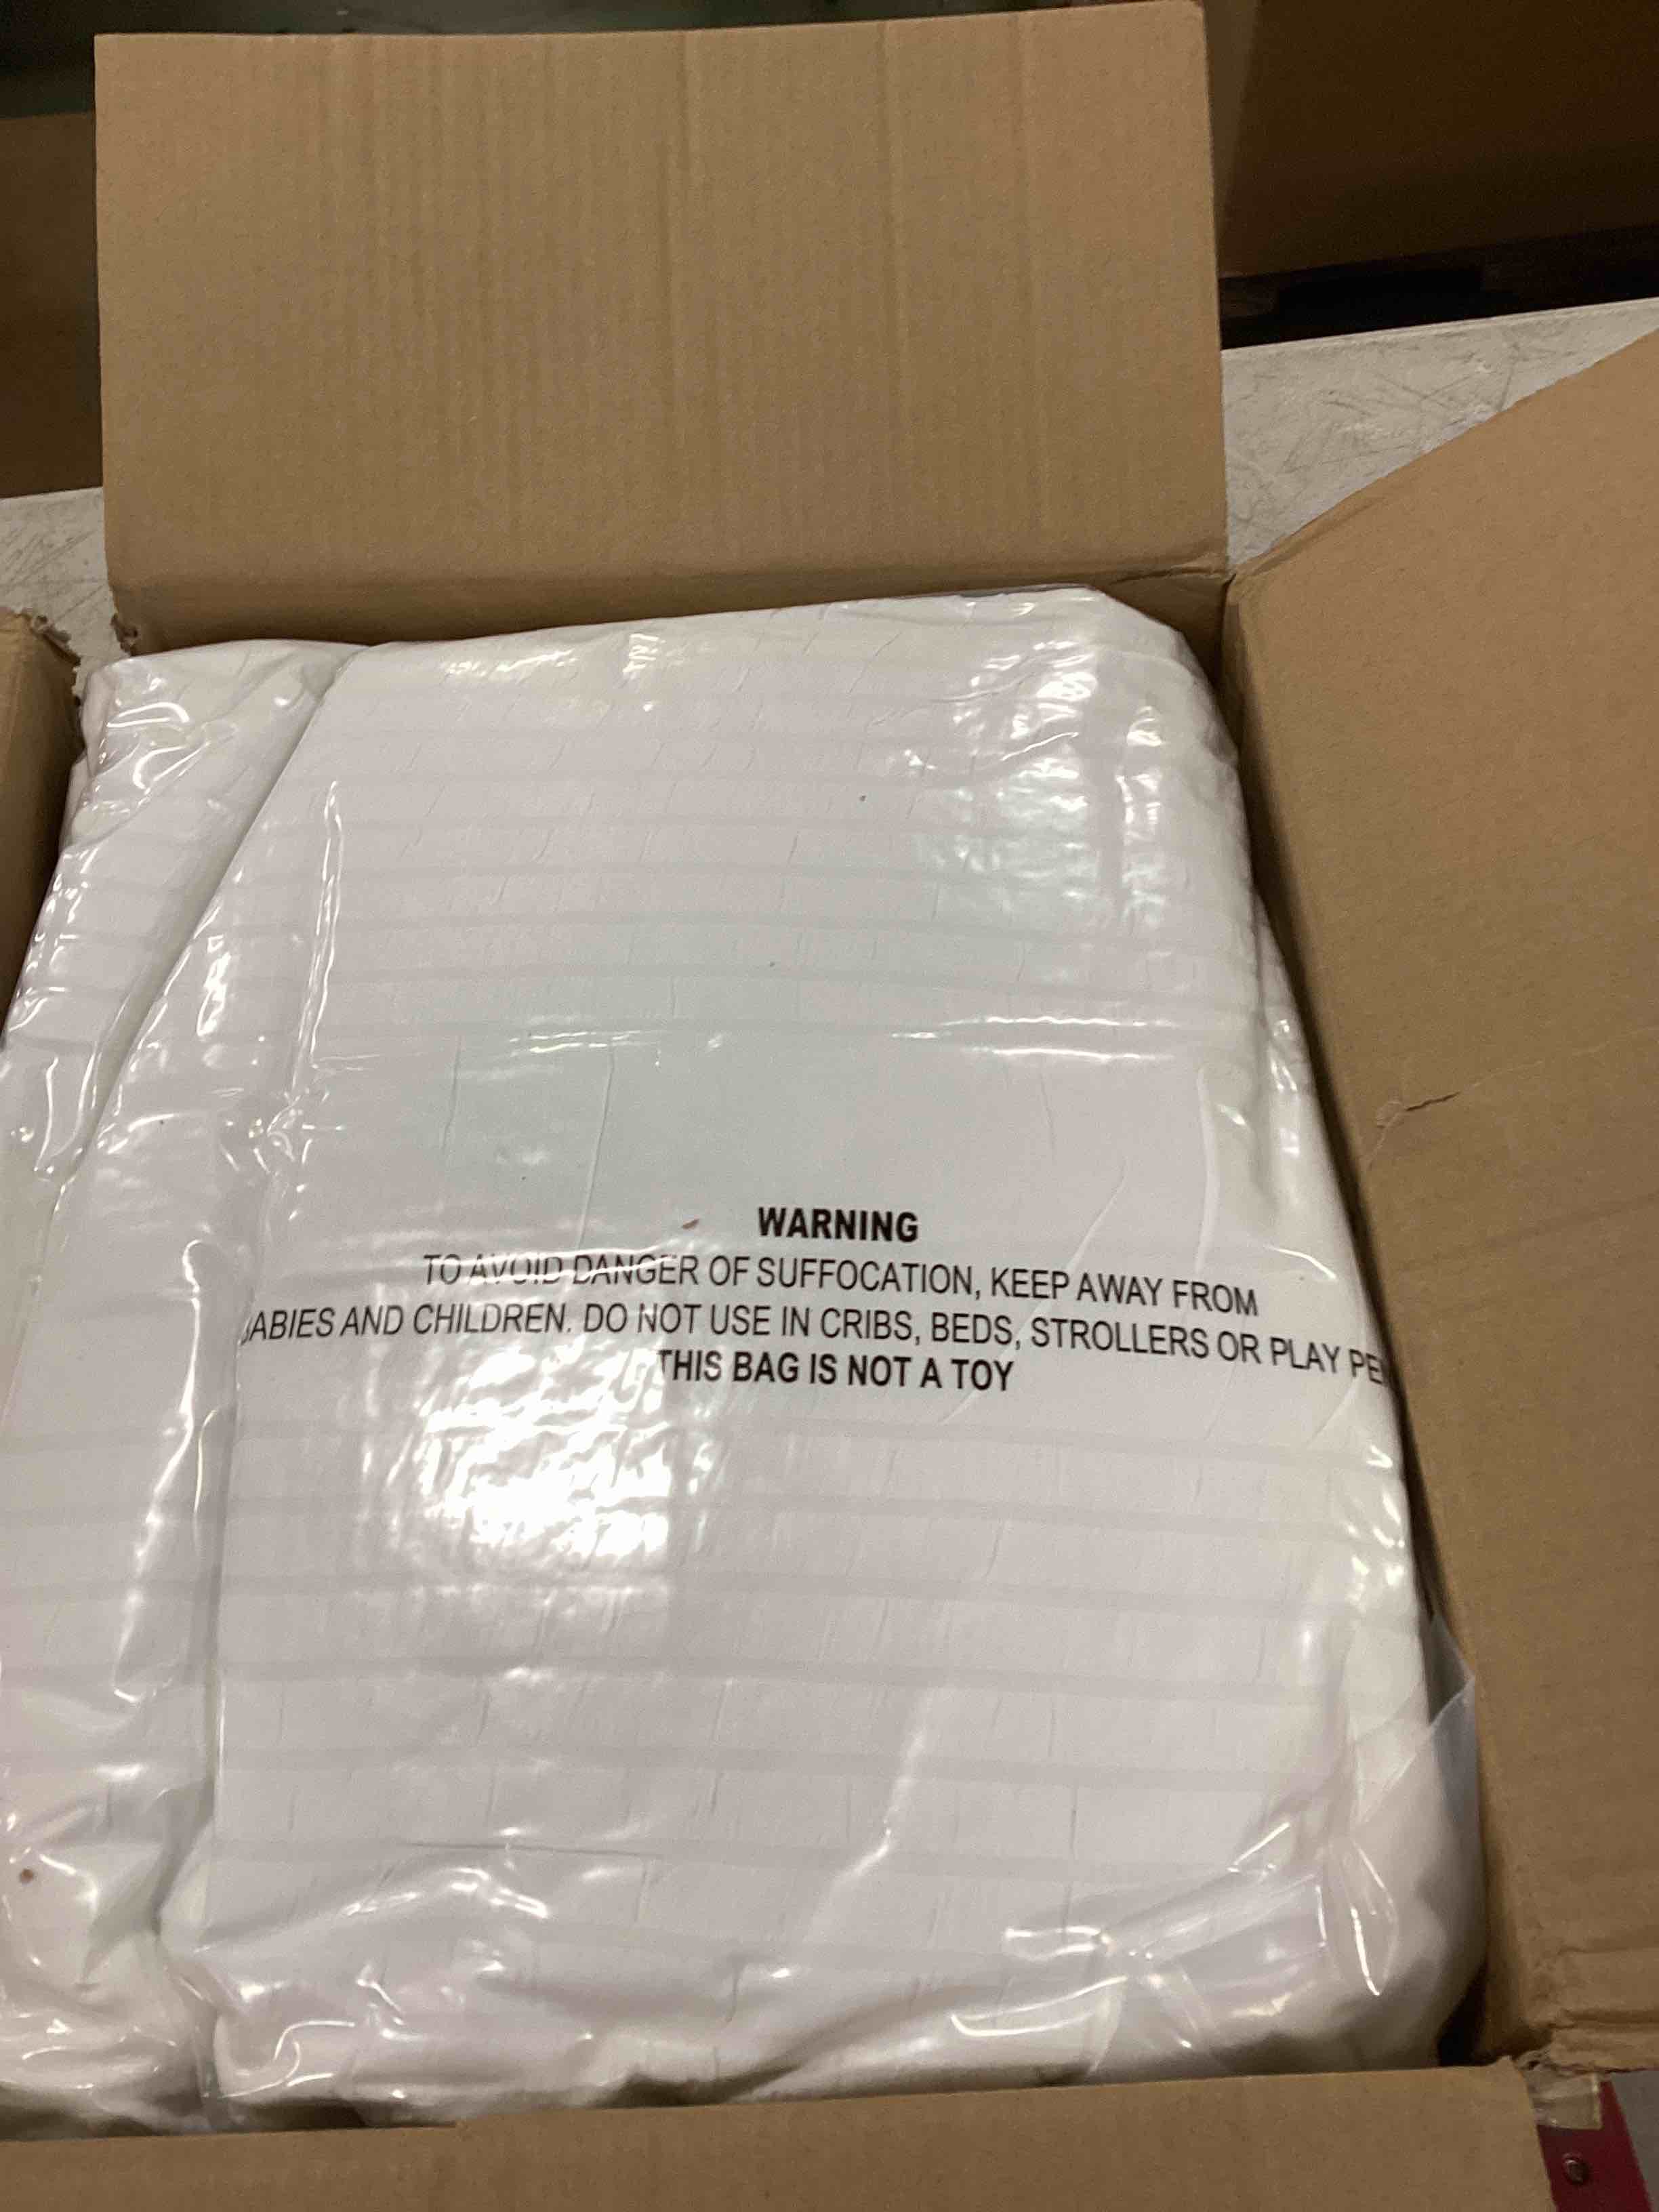 WARNING
TO AVOID DANGER OF SUFFOCATION, KEEP AWAY FROM
ABIES AND CHILDREN. DO NOT USE IN CRIBS, BEDS, STROLLERS OR PLAY PE
THIS BAG IS NOT A TOY